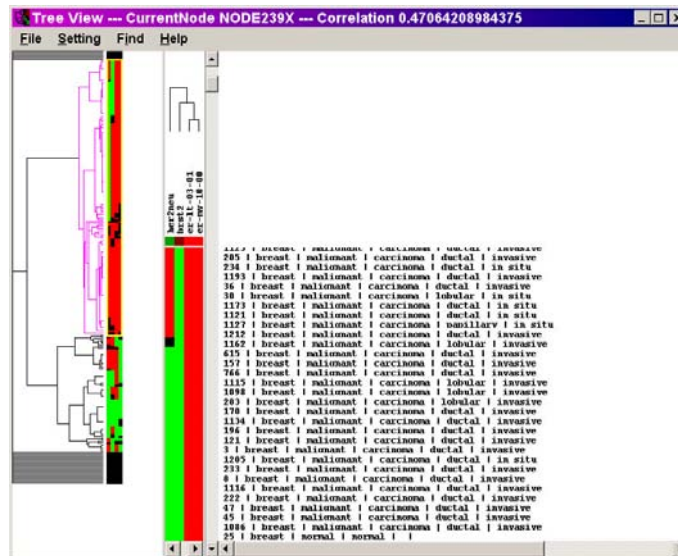 Tree View --- CurrentNode NODE239X --- Correlation 0.47064208984375
File Setting Find Help
her2neu
brst2
er-lt-03-01
er-nw-10-00
1125 | breast | malignant | carcinoma | ductal | invasive
205 | breast | malignant | carcinoma | ductal | invasive
234 | breast | malignant | carcinoma | ductal | in situ
1193 | breast | malignant | carcinoma | ductal | invasive
36 | breast | malignant | carcinoma | ductal | invasive
30 | breast | malignant | carcinoma | lobular | in situ
1173 | breast | malignant | carcinoma | ductal | in situ
1121 | breast | malignant | carcinoma | ductal | in situ
1127 | breast | malignant | carcinoma | papillary | in situ
1212 | breast | malignant | carcinoma | ductal | invasive
1162 | breast | malignant | carcinoma | lobular | invasive
615 | breast | malignant | carcinoma | ductal | invasive
157 | breast | malignant | carcinoma | ductal | invasive
766 | breast | malignant | carcinoma | ductal | invasive
1115 | breast | malignant | carcinoma | lobular | invasive
1098 | breast | malignant | carcinoma | lobular | invasive
203 | breast | malignant | carcinoma | lobular | invasive
170 | breast | malignant | carcinoma | ductal | invasive
1134 | breast | malignant | carcinoma | ductal | invasive
196 | breast | malignant | carcinoma | ductal | invasive
121 | breast | malignant | carcinoma | ductal | invasive
3 | breast | malignant | carcinoma | ductal | invasive
1205 | breast | malignant | carcinoma | ductal | in situ
233 | breast | malignant | carcinoma | ductal | invasive
8 | breast | malignant | carcinoma | ductal | invasive
1116 | breast | malignant | carcinoma | ductal | invasive
222 | breast | malignant | carcinoma | ductal | invasive
47 | breast | malignant | carcinoma | ductal | invasive
45 | breast | malignant | carcinoma | ductal | invasive
1086 | breast | malignant | carcinoma | ductal | invasive
25 | breast | normal | normal | |